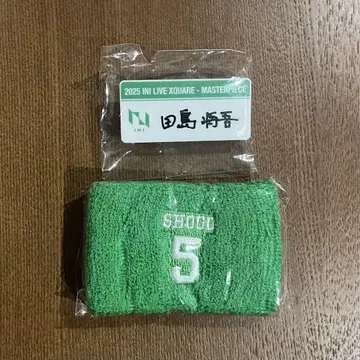 2025 INI LIVE XQUARE - MASTERPIECE
INI
田島 将吾
SHOGO
5